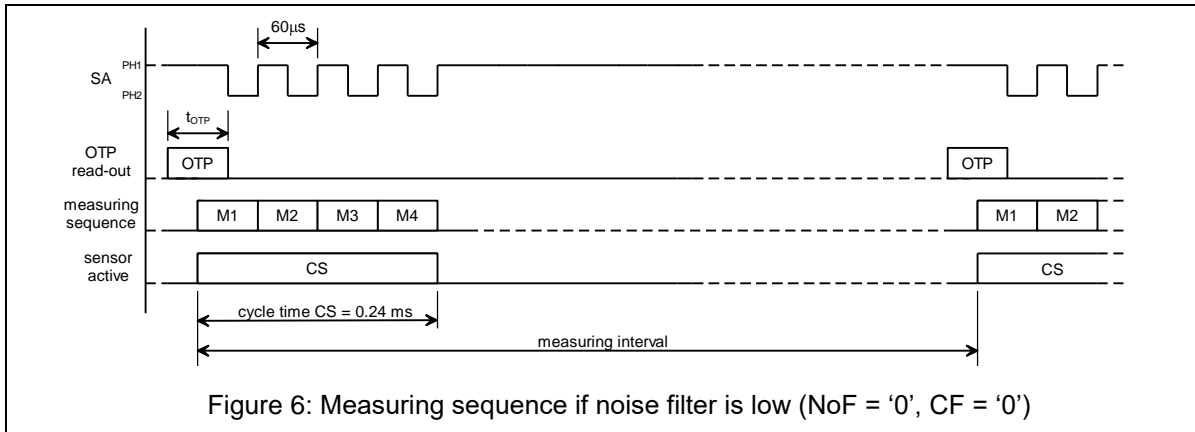 60µs
SA
PH1
PH2
tOTP
OTP
read-out
OTP
OTP
measuring
sequence
M1 M2 M3 M4
M1 M2
sensor
active
CS
CS
cycle time CS = 0.24 ms
measuring interval
Figure 6: Measuring sequence if noise filter is low (NoF = ‘0’, CF = ‘0’)